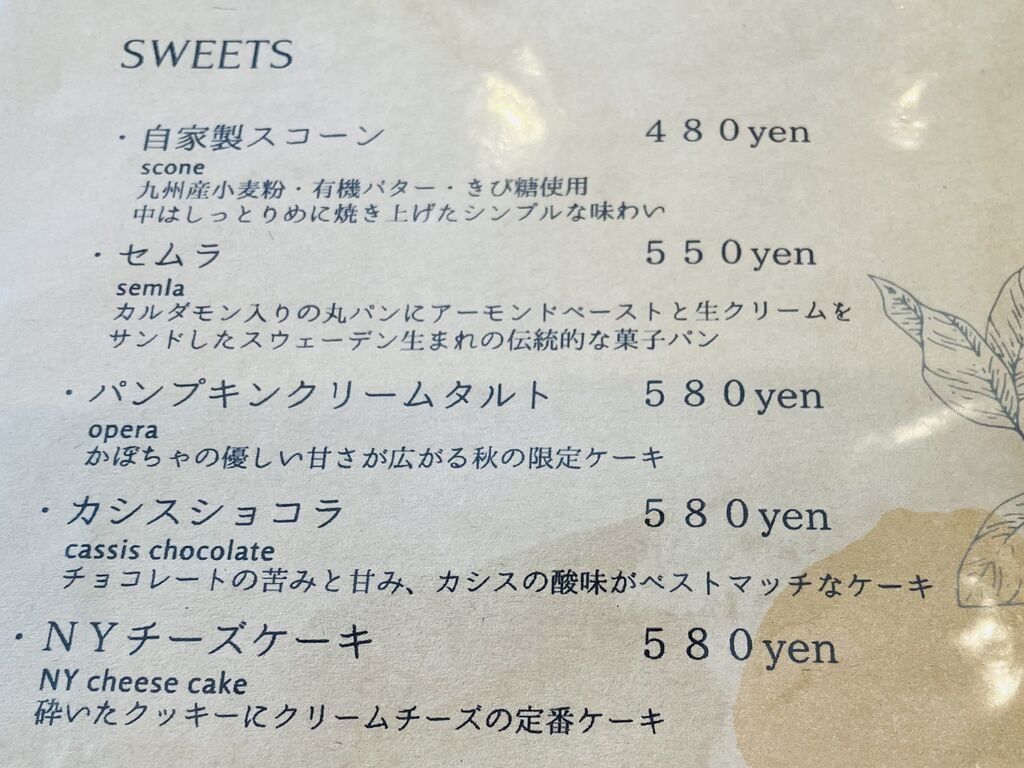 SWEETS
・自家製スコーン ４８０yen
scone
九州産小麦粉・有機バター・きび糖使用
中はしっとりめに焼き上げたシンプルな味わい
・セムラ ５５０yen
semla
カルダモン入りの丸パンにアーモンドペーストと生クリームを
サンドしたスウェーデン生まれの伝統的な菓子パン
・パンプキンクリームタルト ５８０yen
opera
かぼちゃの優しい甘さが広がる秋の限定ケーキ
・カシスショコラ ５８０yen
cassis chocolate
チョコレートの苦みと甘み、カシスの酸味がベストマッチなケーキ
・ＮＹチーズケーキ ５８０yen
NY cheese cake
砕いたクッキーにクリームチーズの定番ケーキ